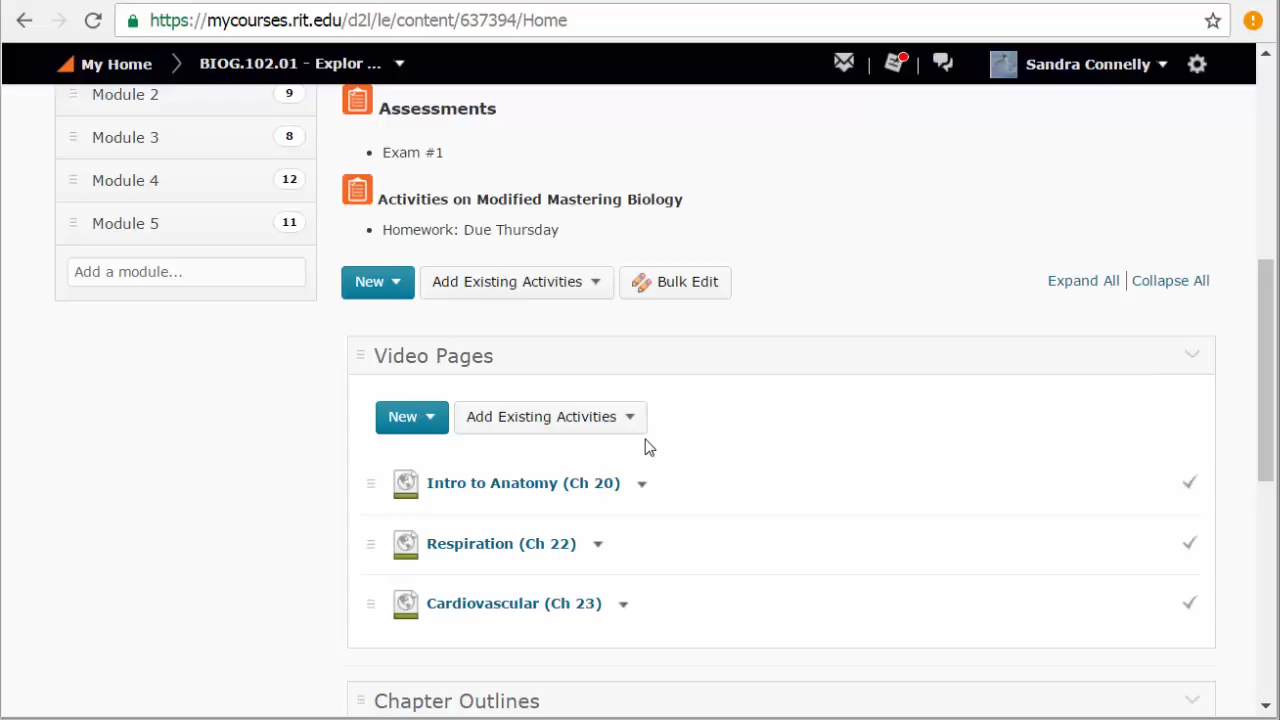 https://mycourses.rit.edu/d2l/le/content/637394/Home
My Home BIOG.102.01 - Explor ... Sandra Connelly
Module 2 9
Module 3 8
Module 4 12
Module 5 11
Add a module...
Assessments
• Exam #1
Activities on Modified Mastering Biology
• Homework: Due Thursday
New Add Existing Activities Bulk Edit Expand All Collapse All
Video Pages
New Add Existing Activities
Intro to Anatomy (Ch 20)
Respiration (Ch 22)
Cardiovascular (Ch 23)
Chapter Outlines